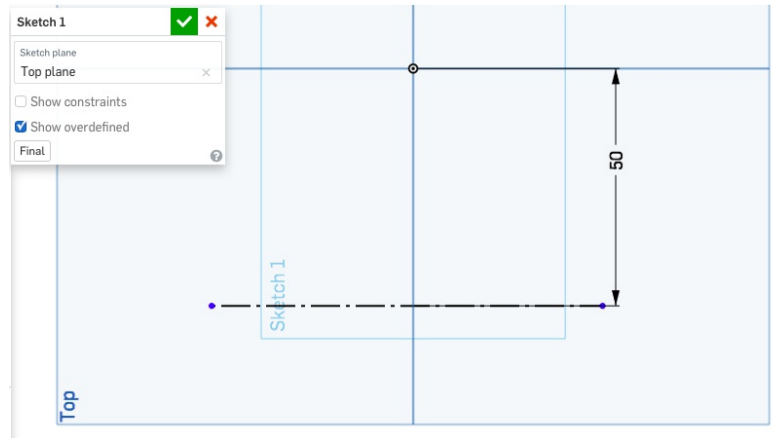 Sketch 1
Sketch plane
Top plane
Show constraints
Show overdefined
Final
50
Sketch 1
Top